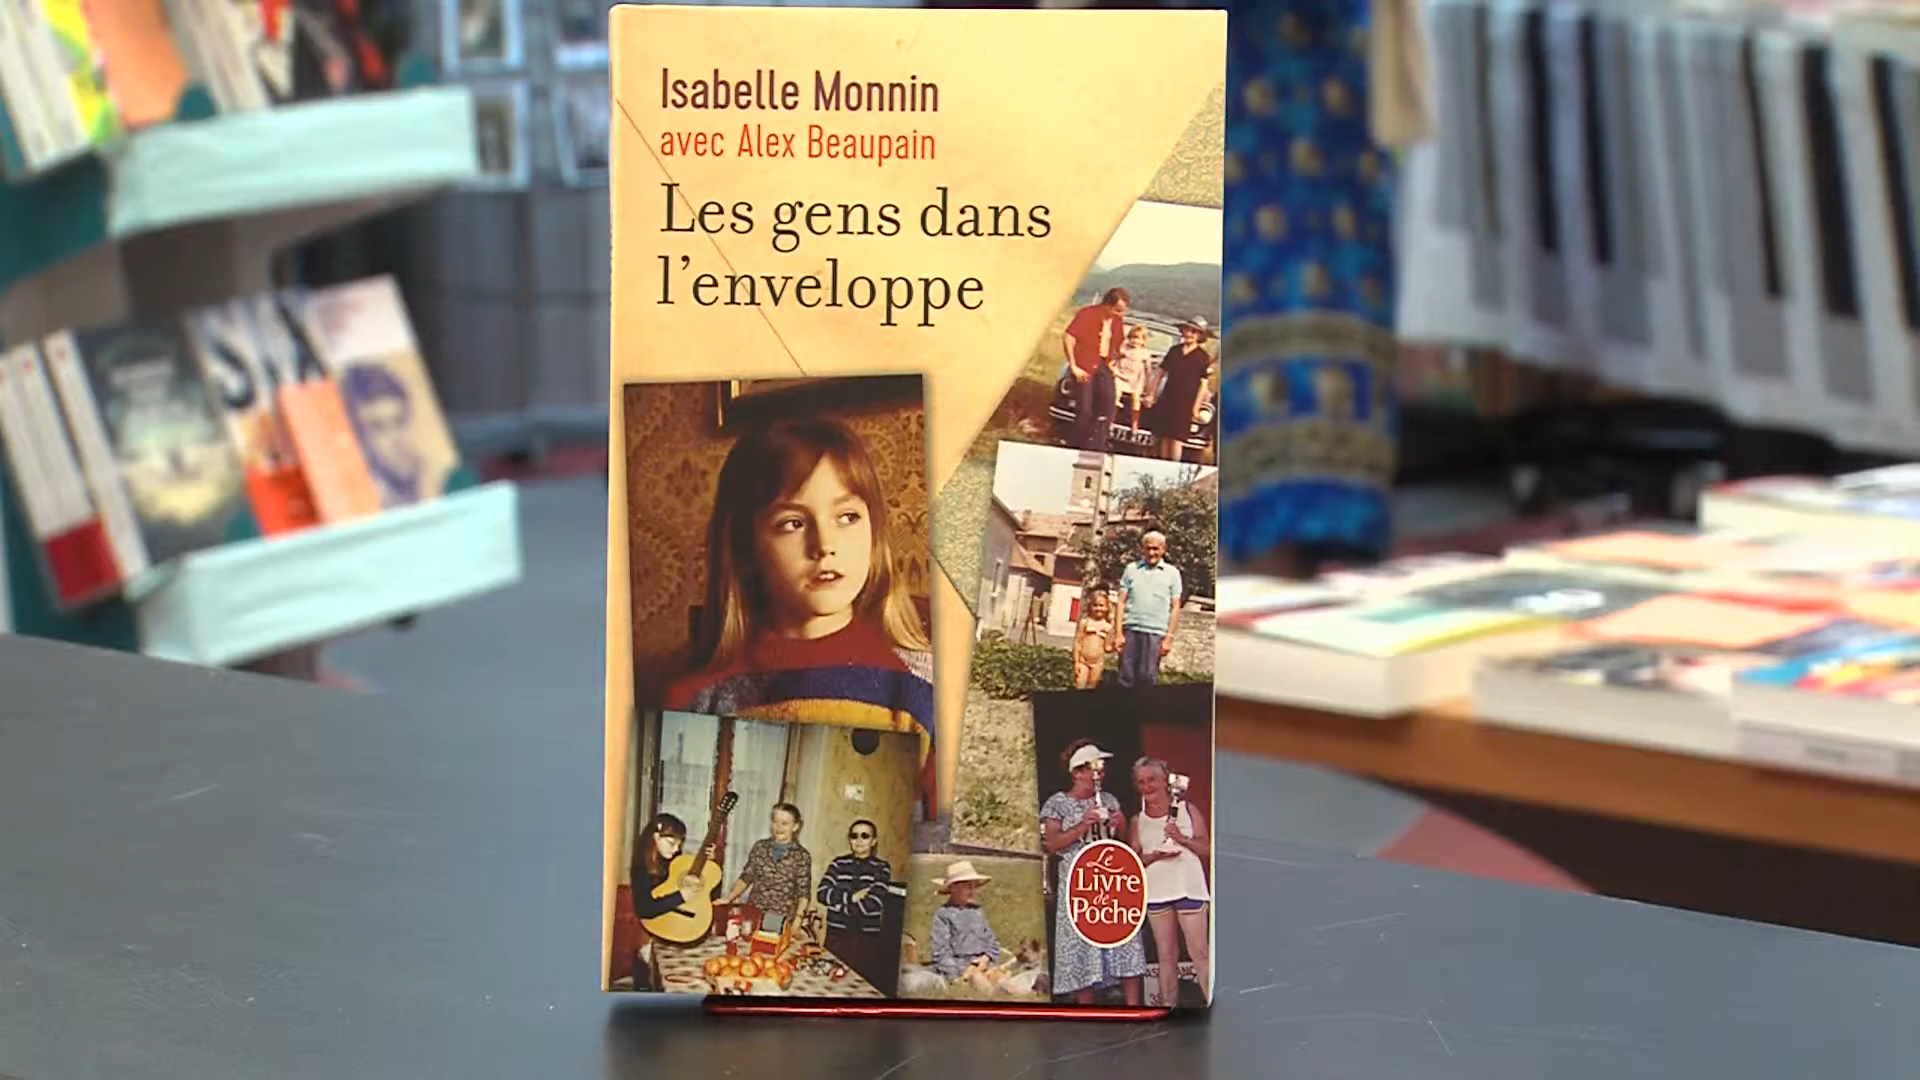 Isabelle Monnin
avec Alex Beaupain
Les gens dans
l'enveloppe
Le
Livre
de
Poche